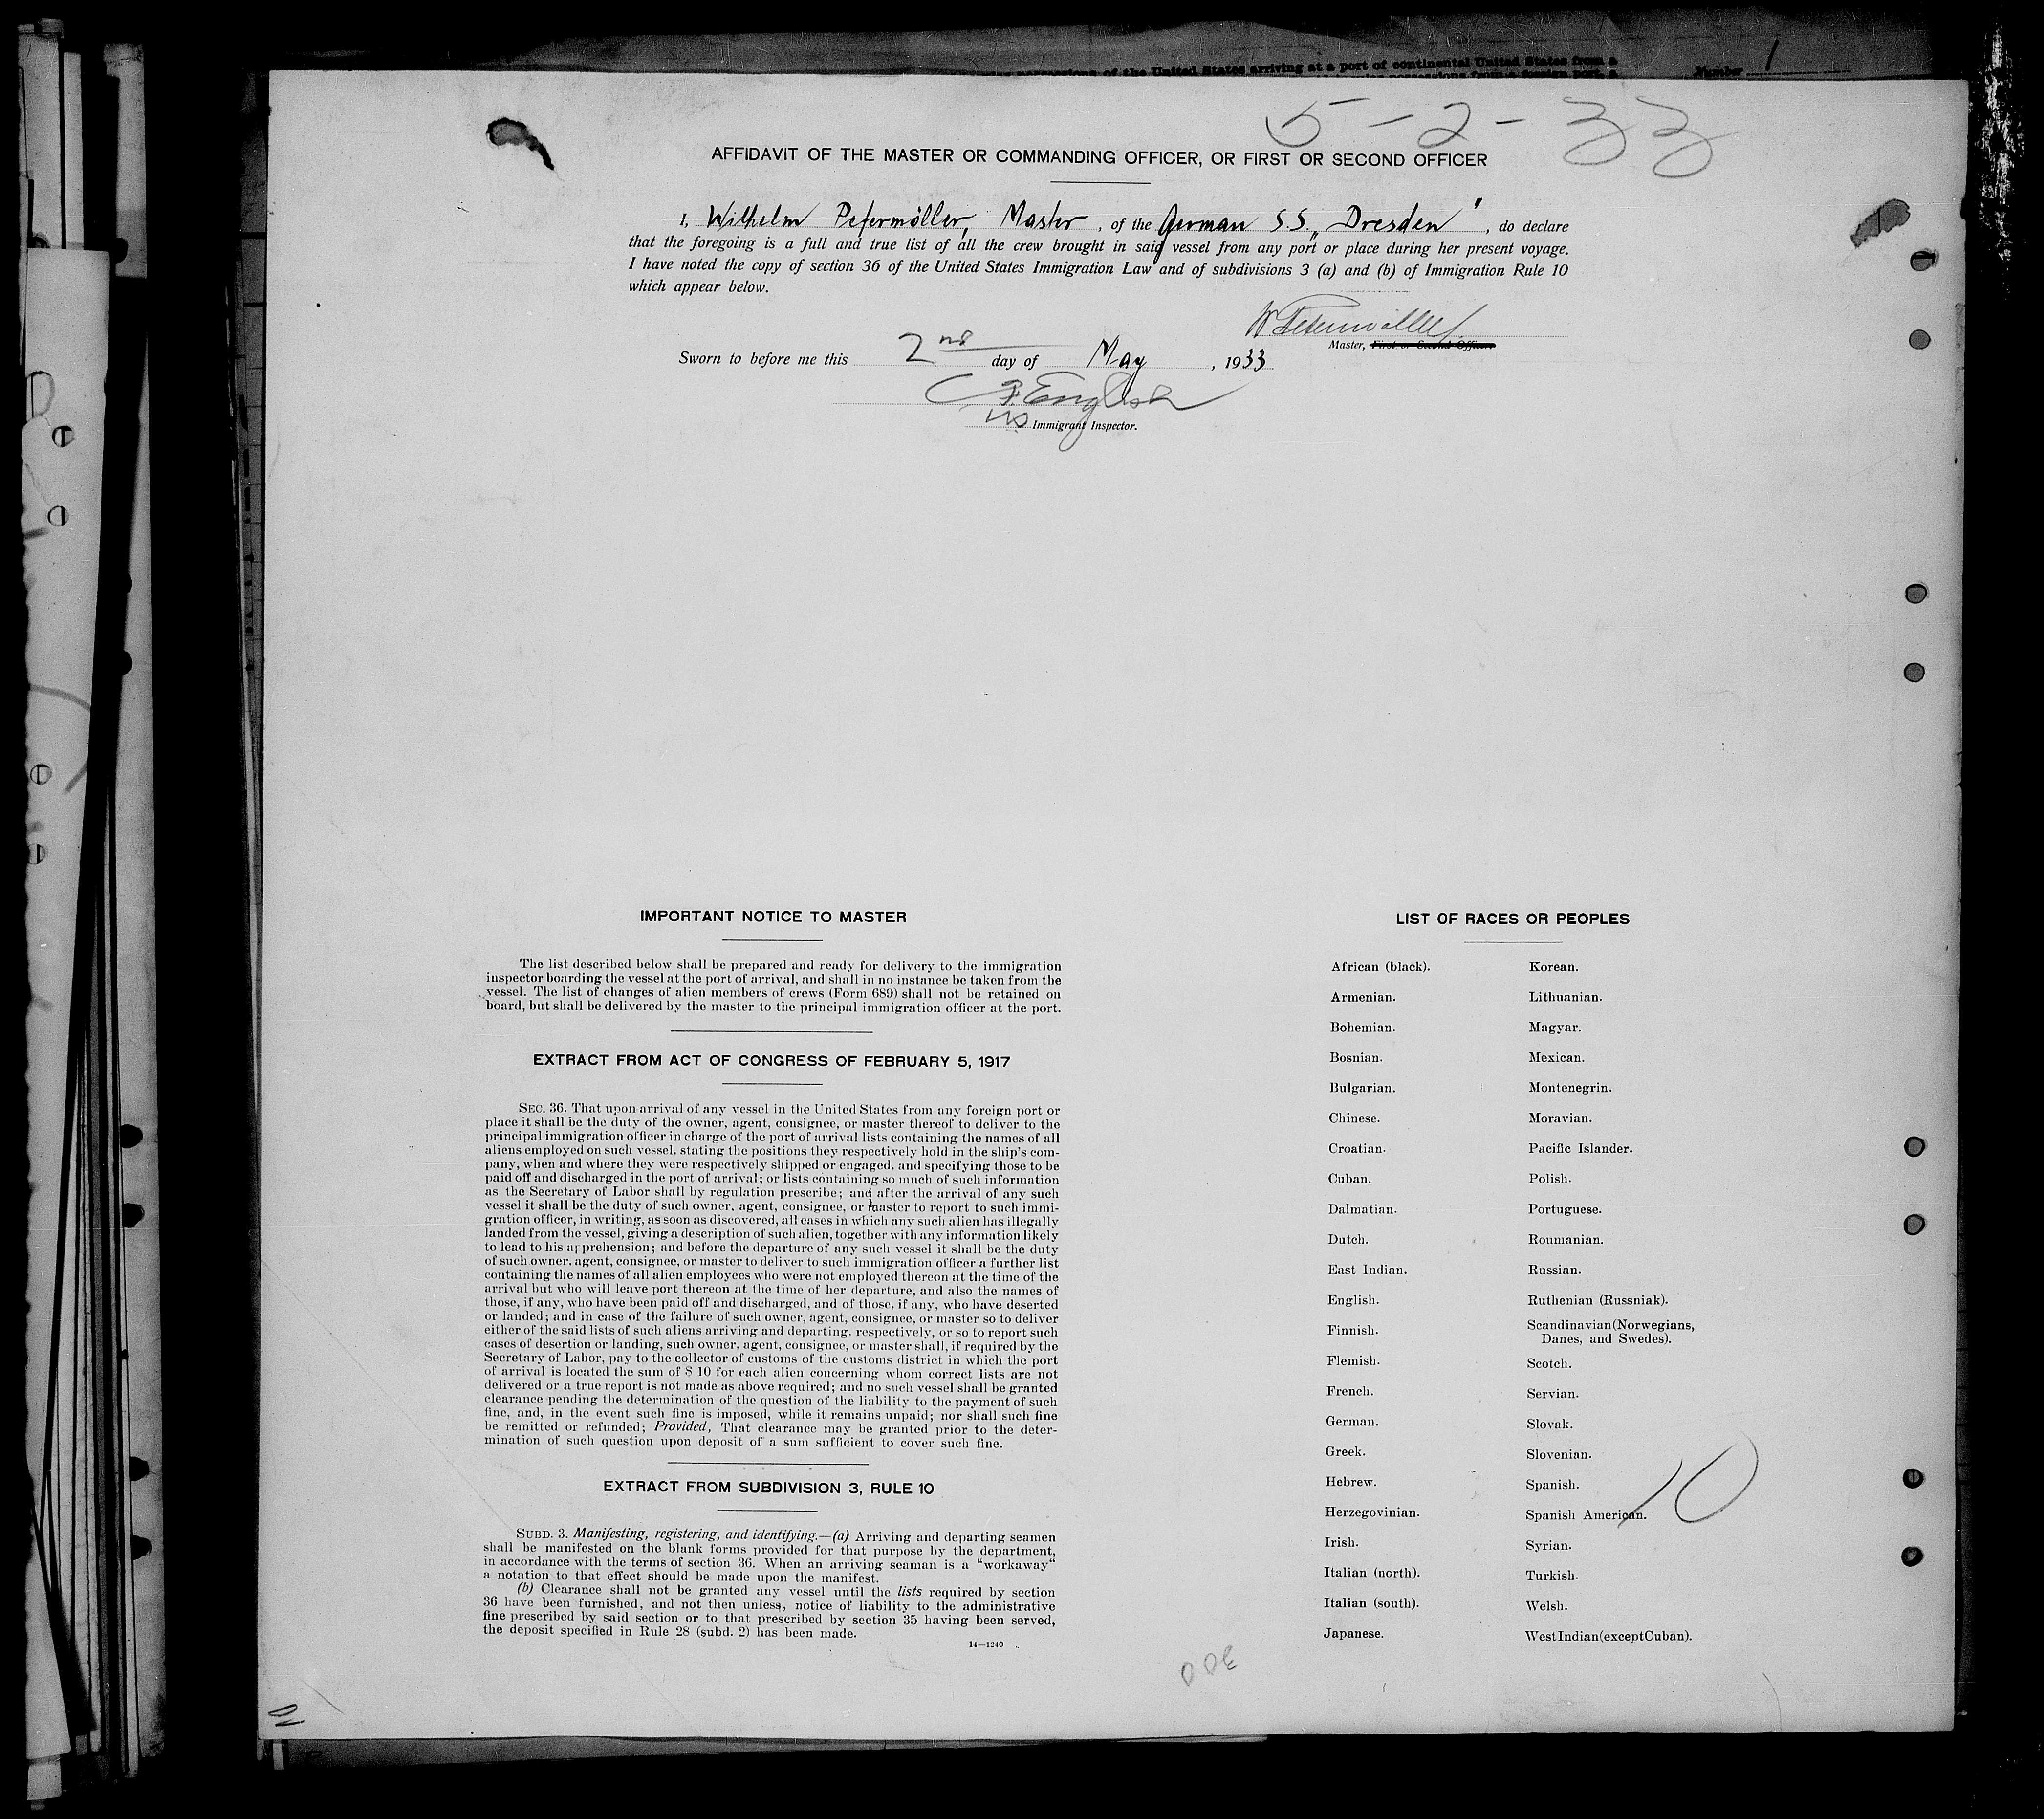 possessions of the United States arriving at a port of continental United States from a
Number 1
5-2-33
AFFIDAVIT OF THE MASTER OR COMMANDING OFFICER, OR FIRST OR SECOND OFFICER
I, Wilhelm Petermöller, Master, of the German S.S. „Dresden", do declare
that the foregoing is a full and true list of all the crew brought in said vessel from any port or place during her present voyage.
I have noted the copy of section 36 of the United States Immigration Law and of subdivisions 3 (a) and (b) of Immigration Rule 10
which appear below.
W Petermöller
Master, First or Second Officer.
Sworn to before me this 2nd day of May, 1933
C F English
US Immigrant Inspector.
IMPORTANT NOTICE TO MASTER
The list described below shall be prepared and ready for delivery to the immigration
inspector boarding the vessel at the port of arrival, and shall in no instance be taken from the
vessel. The list of changes of alien members of crews (Form 689) shall not be retained on
board, but shall be delivered by the master to the principal immigration officer at the port.
EXTRACT FROM ACT OF CONGRESS OF FEBRUARY 5, 1917
SEC. 36. That upon arrival of any vessel in the United States from any foreign port or
place it shall be the duty of the owner, agent, consignee, or master thereof to deliver to the
principal immigration officer in charge of the port of arrival lists containing the names of all
aliens employed on such vessel, stating the positions they respectively hold in the ship's com-
pany, when and where they were respectively shipped or engaged, and specifying those to be
paid off and discharged in the port of arrival; or lists containing so much of such information
as the Secretary of Labor shall by regulation prescribe; and after the arrival of any such
vessel it shall be the duty of such owner, agent, consignee, or master to report to such immi-
gration officer, in writing, as soon as discovered, all cases in which any such alien has illegally
landed from the vessel, giving a description of such alien, together with any information likely
to lead to his apprehension; and before the departure of any such vessel it shall be the duty
of such owner, agent, consignee, or master to deliver to such immigration officer a further list
containing the names of all alien employees who were not employed thereon at the time of the
arrival but who will leave port thereon at the time of her departure, and also the names of
those, if any, who have been paid off and discharged, and of those, if any, who have deserted
or landed; and in case of the failure of such owner, agent, consignee, or master so to deliver
either of the said lists of such aliens arriving and departing, respectively, or so to report such
cases of desertion or landing, such owner, agent, consignee, or master shall, if required by the
Secretary of Labor, pay to the collector of customs of the customs district in which the port
of arrival is located the sum of $ 10 for each alien concerning whom correct lists are not
delivered or a true report is not made as above required; and no such vessel shall be granted
clearance pending the determination of the question of the liability to the payment of such
fine, and, in the event such fine is imposed, while it remains unpaid; nor shall such fine
be remitted or refunded; Provided, That clearance may be granted prior to the deter-
mination of such question upon deposit of a sum sufficient to cover such fine.
EXTRACT FROM SUBDIVISION 3, RULE 10
SUBD. 3. Manifesting, registering, and identifying.—(a) Arriving and departing seamen
shall be manifested on the blank forms provided for that purpose by the department,
in accordance with the terms of section 36. When an arriving seaman is a “workaway“
a notation to that effect should be made upon the manifest.
(b) Clearance shall not be granted any vessel until the lists required by section
36 have been furnished, and not then unless, notice of liability to the administrative
fine prescribed by said section or to that prescribed by section 35 having been served,
the deposit specified in Rule 28 (subd. 2) has been made.
14—1240
LIST OF RACES OR PEOPLES
African (black).
Armenian.
Bohemian.
Bosnian.
Bulgarian.
Chinese.
Croatian.
Cuban.
Dalmatian.
Dutch.
East Indian.
English.
Finnish.
Flemish.
French.
German.
Greek.
Hebrew.
Herzegovinian.
Irish.
Italian (north).
Italian (south).
Japanese.
Korean.
Lithuanian.
Magyar.
Mexican.
Montenegrin.
Moravian.
Pacific Islander.
Polish.
Portuguese.
Roumanian.
Russian.
Ruthenian (Russniak).
Scandinavian (Norwegians,
Danes, and Swedes).
Scotch.
Servian.
Slovak.
Slovenian.
Spanish.
Spanish American.
Syrian.
Turkish.
Welsh.
West Indian (except Cuban).
10
300
10